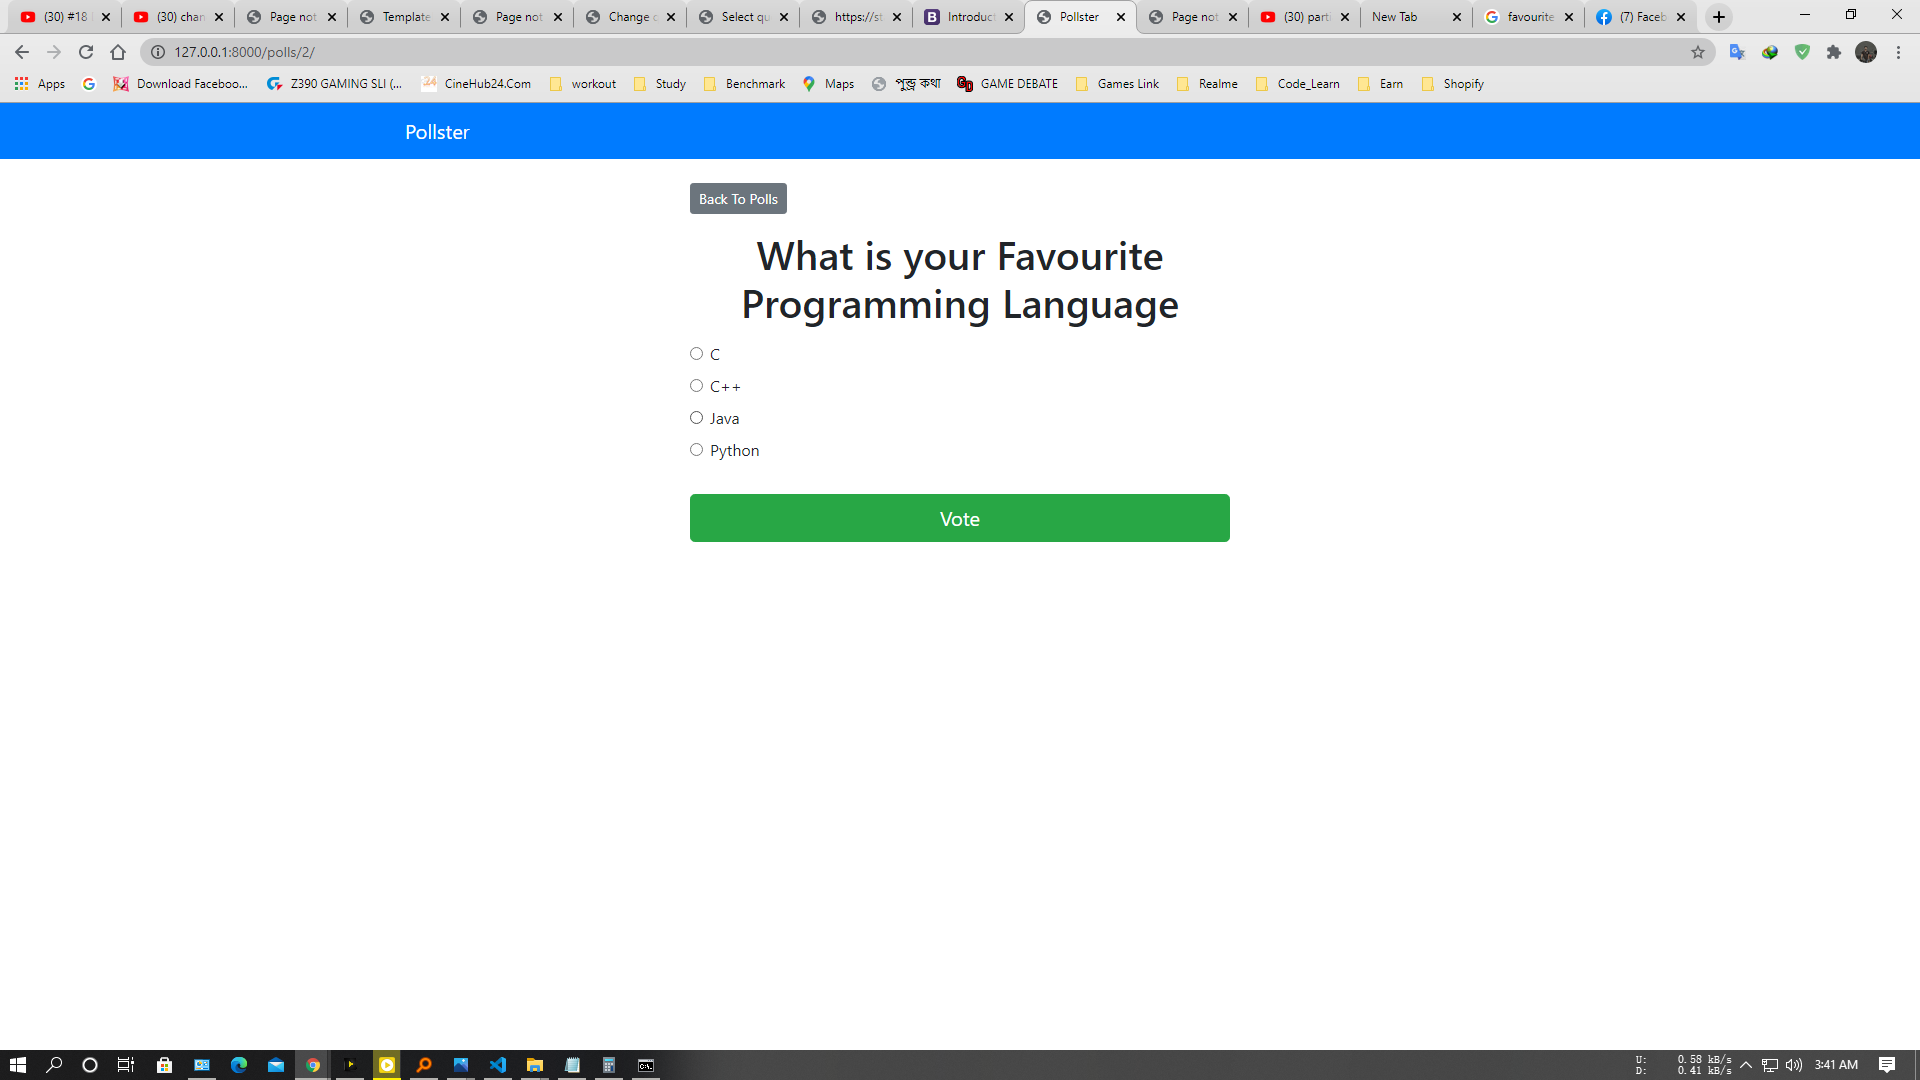 (30) #18 (30) chan Page not Template Page not Change c Select qu https://st Introduct Pollster Page not (30) part New Tab favourite (7) Faceb
127.0.0.1:8000/polls/2/
Apps Download Faceboo... Z390 GAMING SLI (... CineHub24.Com workout Study Benchmark Maps পুন্ড্র কথা GAME DEBATE Games Link Realme Code_Learn Earn Shopify
Pollster
Back To Polls
What is your Favourite
Programming Language
C
C++
Java
Python
Vote
U: 0.58 kB/s
D: 0.41 kB/s
3:41 AM